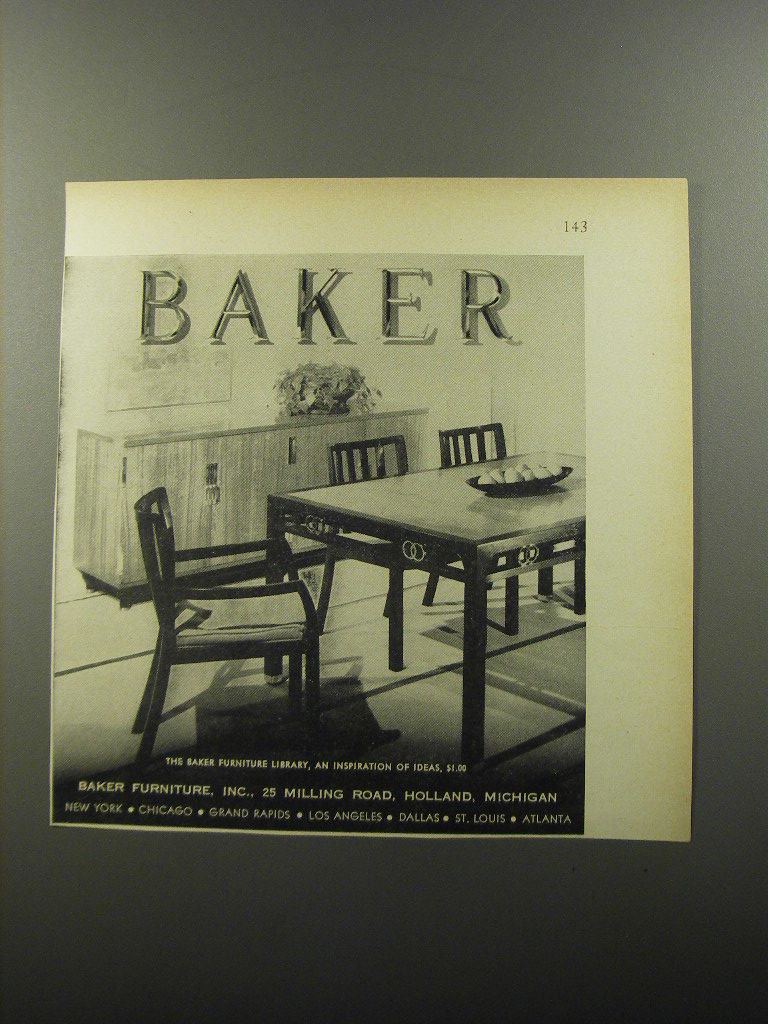 143
BAKER
THE BAKER FURNITURE LIBRARY, AN INSPIRATION OF IDEAS, $1.00
BAKER FURNITURE, INC., 25 MILLING ROAD, HOLLAND, MICHIGAN
NEW YORK • CHICAGO • GRAND RAPIDS • LOS ANGELES • DALLAS • ST. LOUIS • ATLANTA